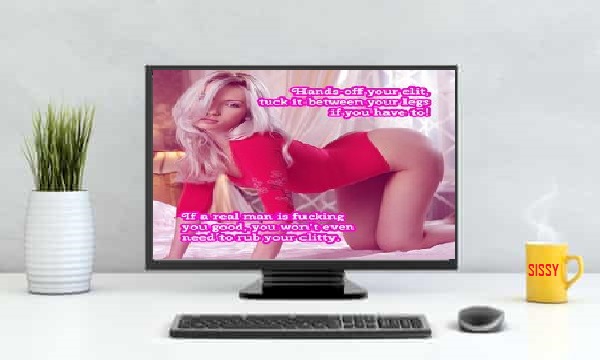 Hands off your clit,
tuck it between your legs
if you have to!
If a real man is fucking
you good, you won't even
need to rub your clitty.
SISSY